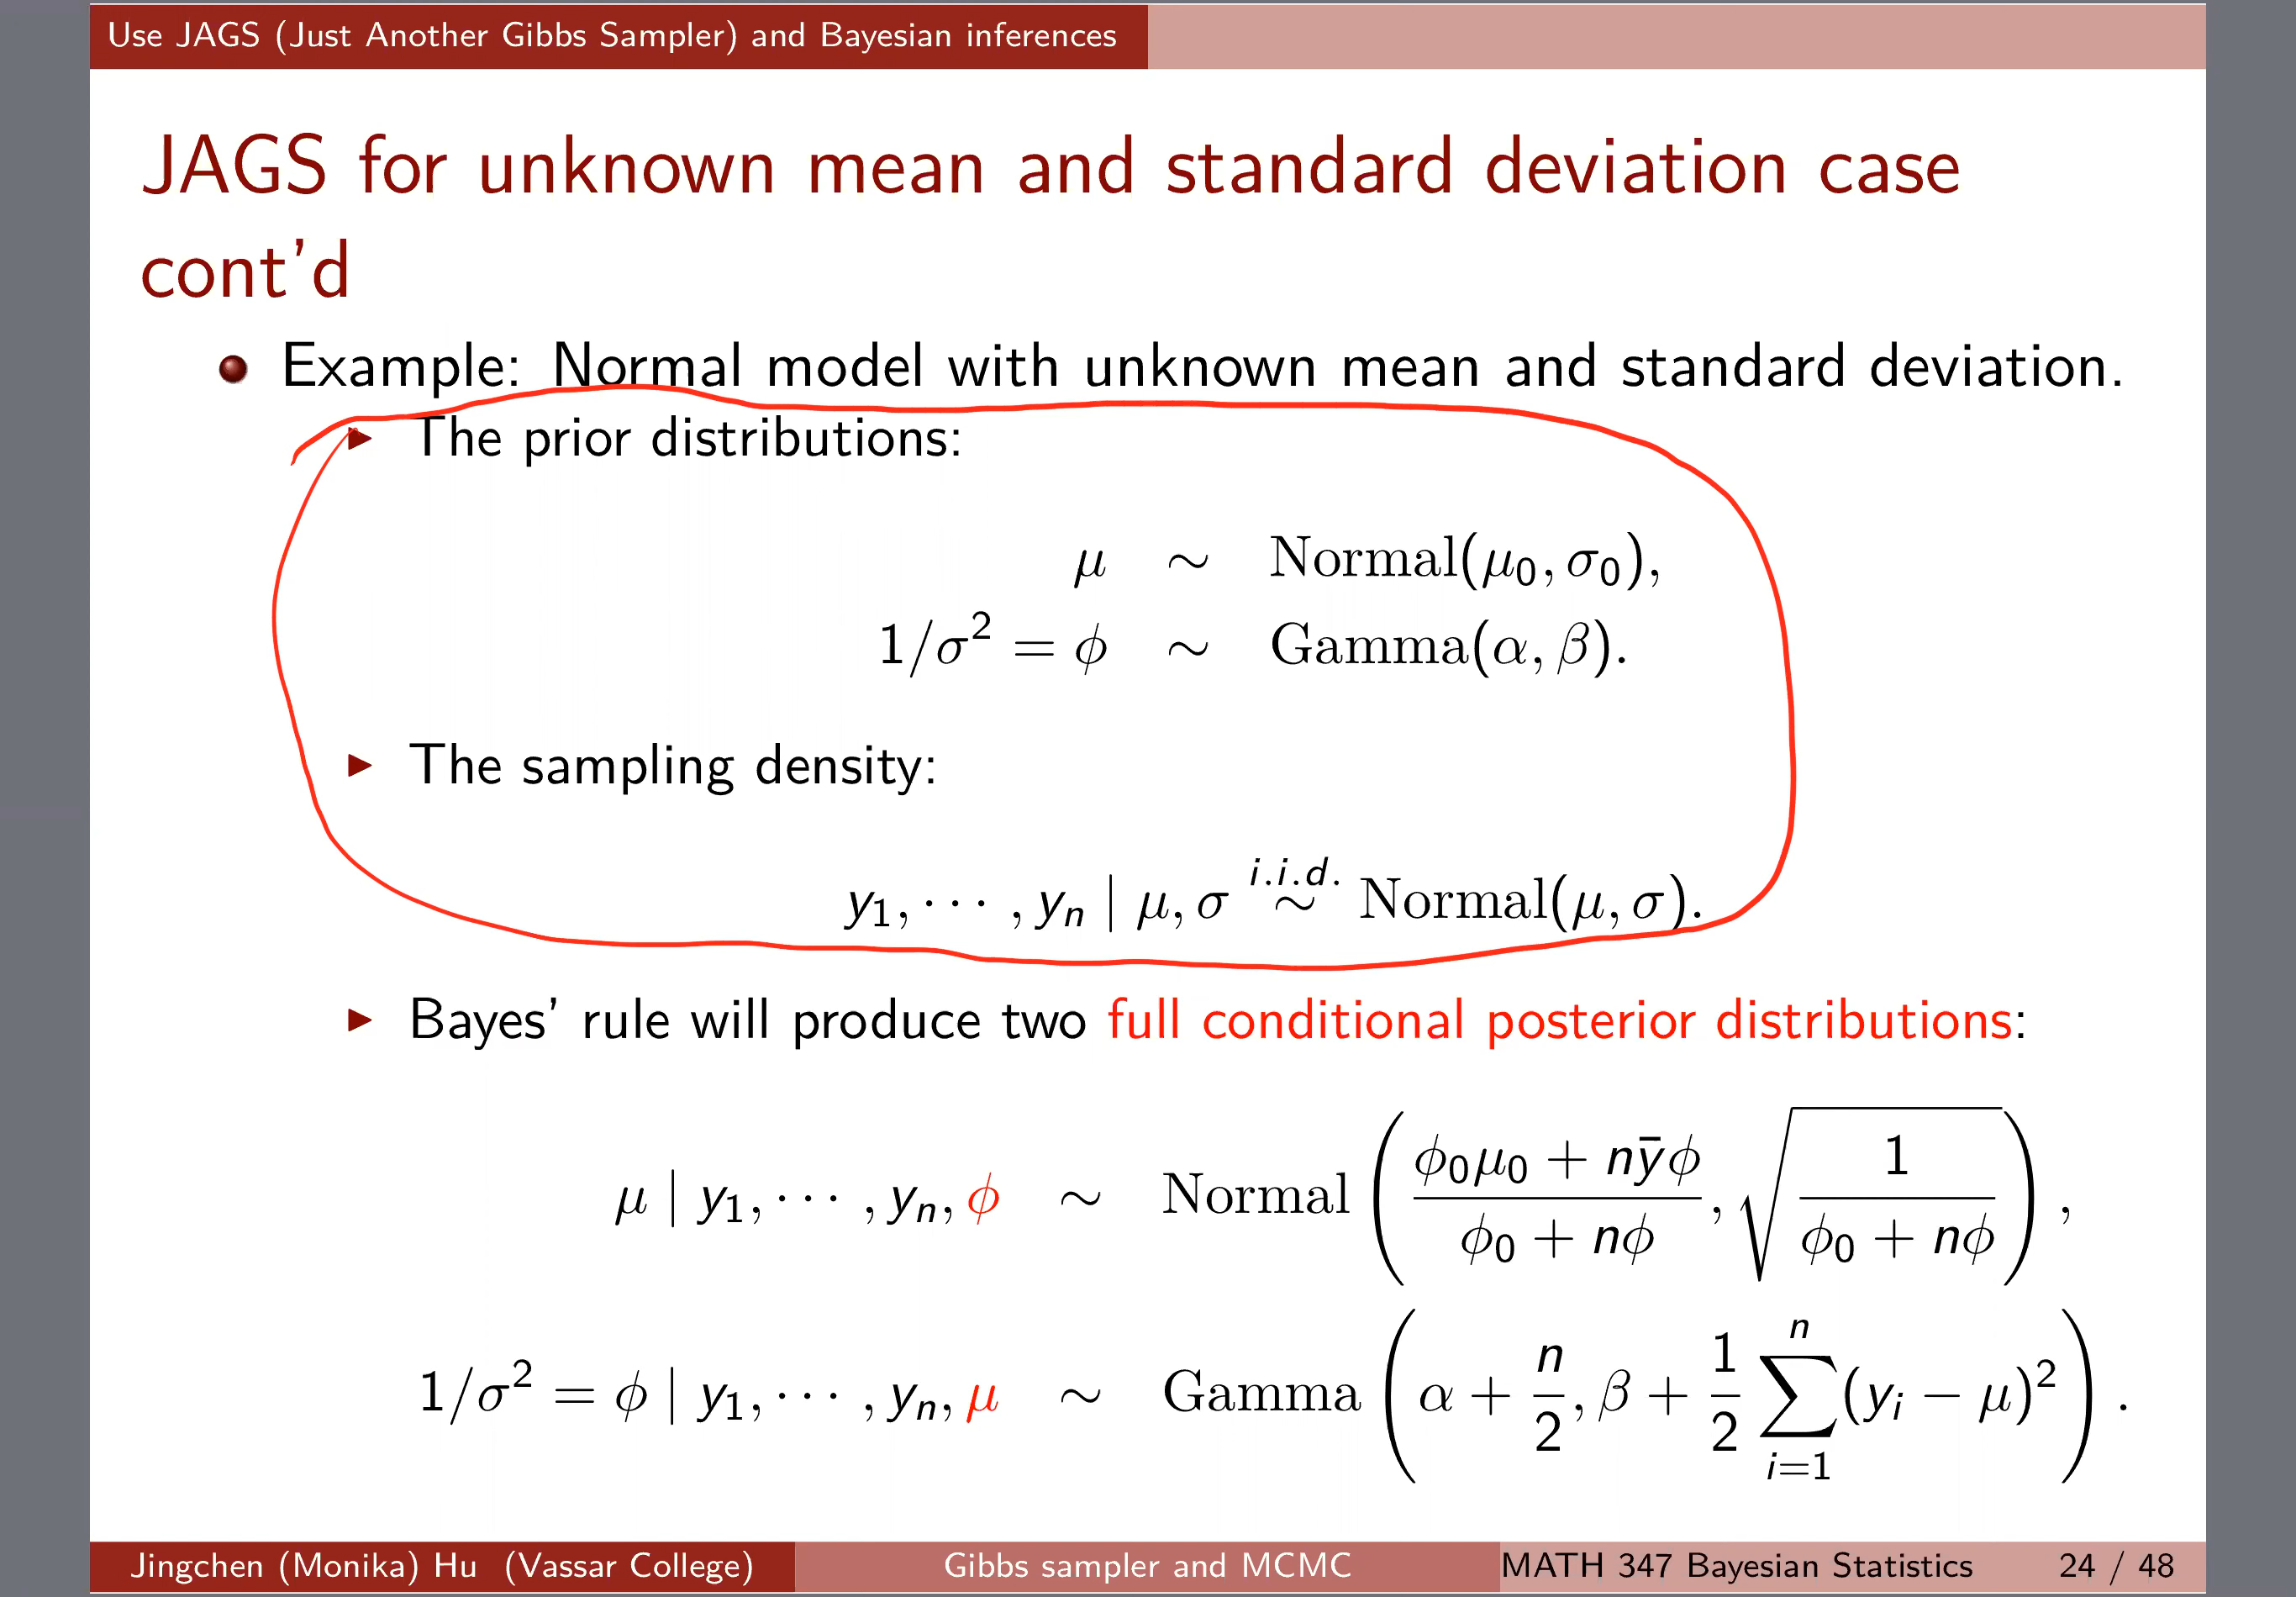 Use JAGS (Just Another Gibbs Sampler) and Bayesian inferences
JAGS for unknown mean and standard deviation case
cont'd
Example: Normal model with unknown mean and standard deviation.
The prior distributions:
μ ∼ Normal(μ₀, σ₀),
1/σ² = ϕ ∼ Gamma(α, β).
The sampling density:
y₁, ⋯ , yₙ | μ, σ i.i.d. ∼ Normal(μ, σ).
Bayes' rule will produce two full conditional posterior distributions:
μ | y₁, ⋯ , yₙ, ϕ ∼ Normal ( (ϕ₀μ₀ + nȳϕ)/(ϕ₀ + nϕ), √(1/(ϕ₀ + nϕ)) ) ,
1/σ² = ϕ | y₁, ⋯ , yₙ, μ ∼ Gamma ( α + n/2, β + 1/2 ∑ᵢ₌₁ⁿ (yᵢ − μ)² ) .
Jingchen (Monika) Hu (Vassar College) Gibbs sampler and MCMC MATH 347 Bayesian Statistics 24 / 48